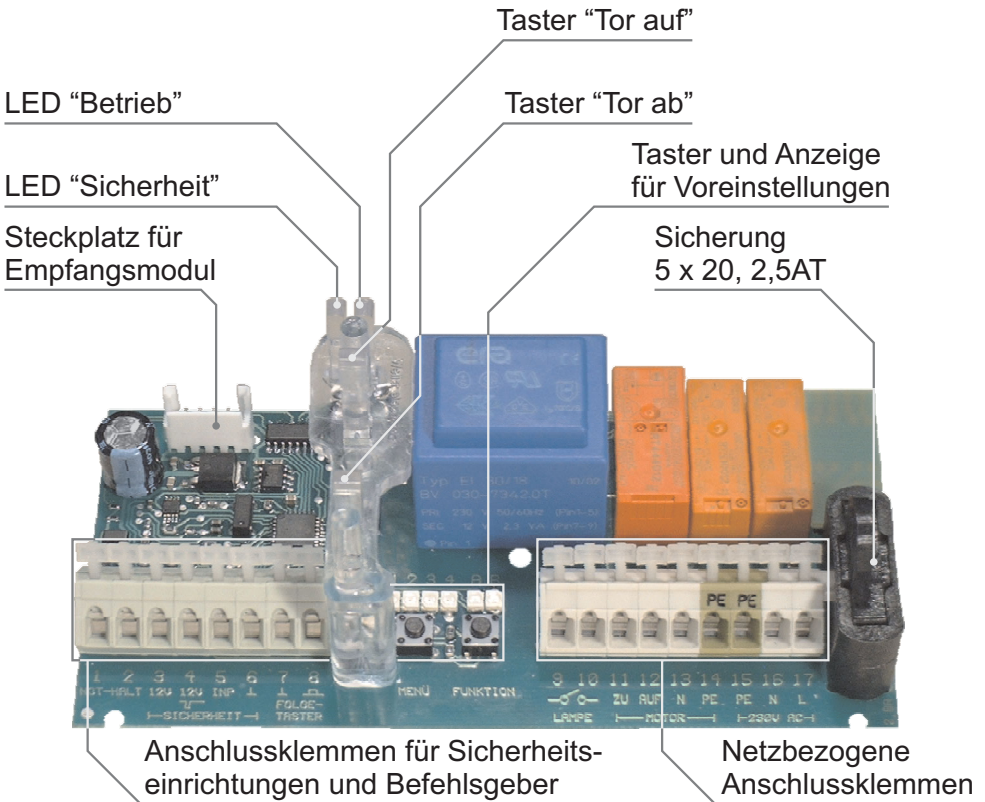 Taster “Tor auf”
LED “Betrieb”
Taster “Tor ab”
Taster und Anzeige
für Voreinstellungen
LED “Sicherheit”
Steckplatz für
Empfangsmodul
Sicherung
5 x 20, 2,5AT
PE PE
1 2 3 4 5 6 7 8
12V 12V INP
SICHERHEIT
FOLGE-
TASTER
MENÜ FUNKTION
9 10 11 12 13 14 15 16 17
ZU AUF N PE PE N L
LAMPE MOTOR 230V AC
Anschlussklemmen für Sicherheits-
einrichtungen und Befehlsgeber
Netzbezogene
Anschlussklemmen